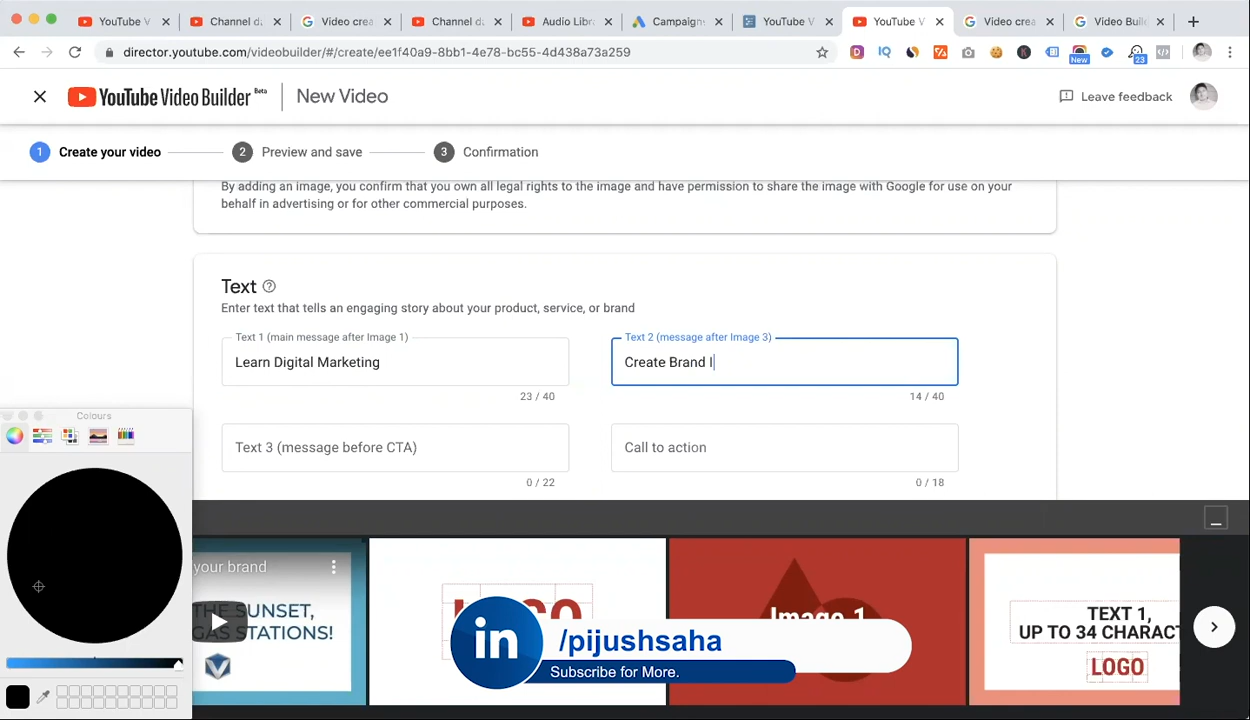 YouTube V
Channel d
Video crea
Channel d
Audio Libr
Campaign
YouTube V
YouTube V
Video crea
Video Buil
director.youtube.com/videobuilder/#/create/ee1f40a9-8bb1-4e78-bc55-4d438a73a259
IQ
New
23
YouTube Video Builder Beta
New Video
Leave feedback
1 Create your video
2 Preview and save
3 Confirmation
By adding an image, you confirm that you own all legal rights to the image and have permission to share the image with Google for use on your
behalf in advertising or for other commercial purposes.
Text
Enter text that tells an engaging story about your product, service, or brand
Text 1 (main message after Image 1)
Learn Digital Marketing
23 / 40
Text 2 (message after Image 3)
Create Brand I
14 / 40
Text 3 (message before CTA)
0 / 22
Call to action
0 / 18
Colours
your brand
THE SUNSET,
GAS STATIONS!
LOGO
Image 1
TEXT 1,
UP TO 34 CHARACT
LOGO
in
/pijushsaha
Subscribe for More.